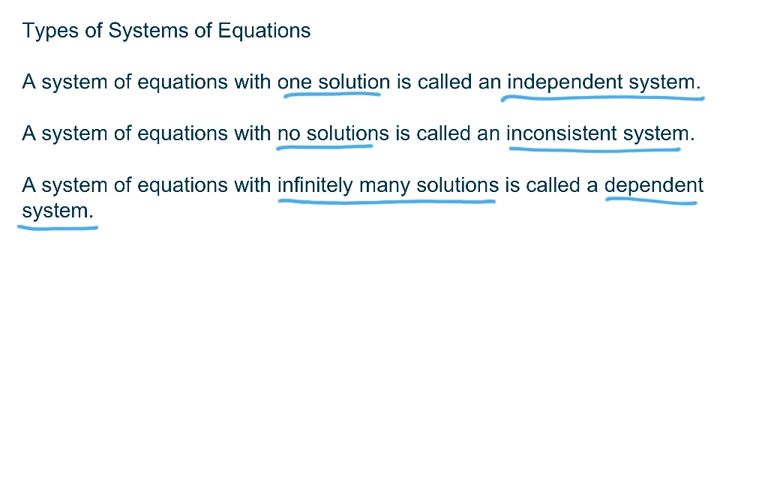 Types of Systems of Equations
A system of equations with one solution is called an independent system.
A system of equations with no solutions is called an inconsistent system.
A system of equations with infinitely many solutions is called a dependent
system.